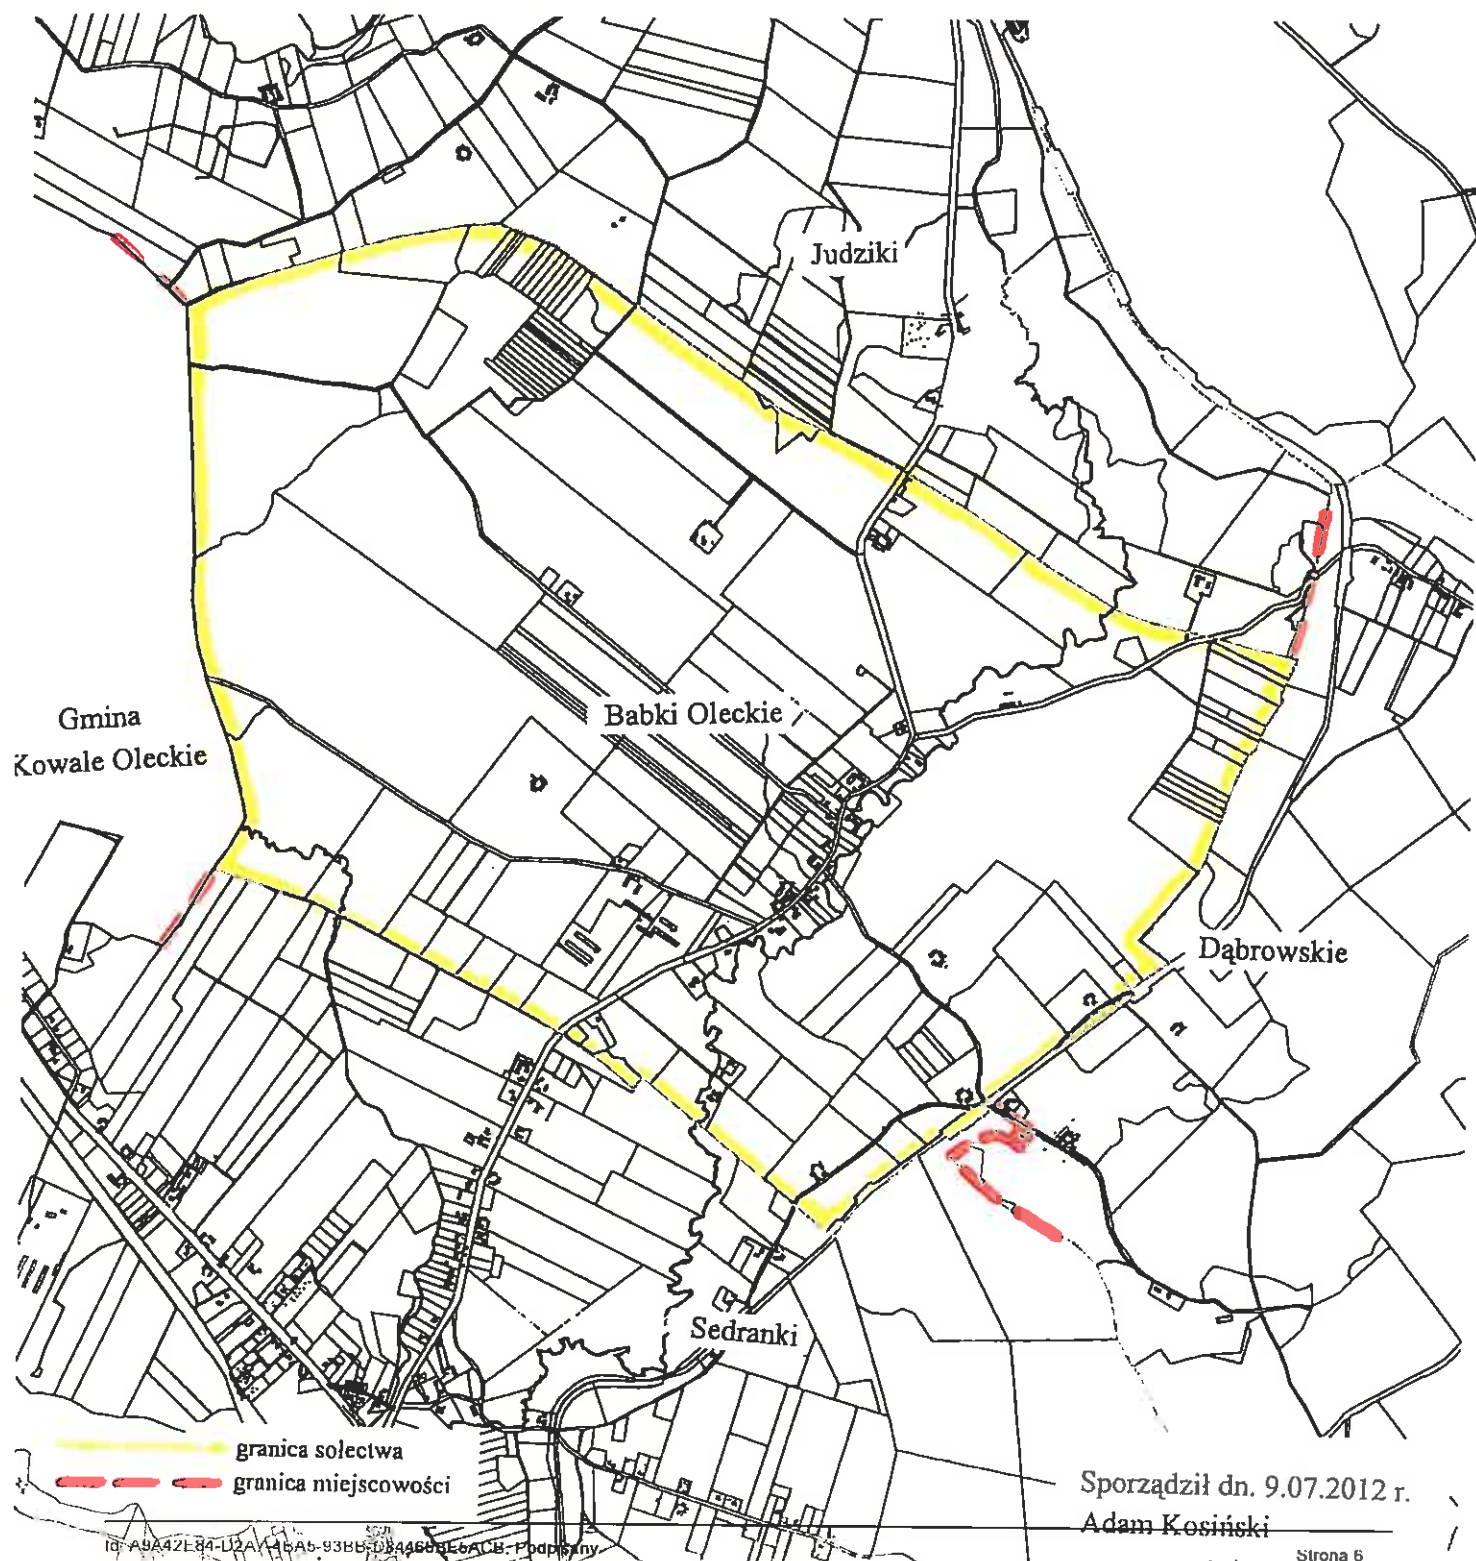 Judziki
Babki Oleckie
Gmina
Kowale Oleckie
Dąbrowskie
Sedranki
granica sołectwa
granica miejscowości
Sporządził dn. 9.07.2012 r.
Adam Kosiński
Podpisany.
Strona 6